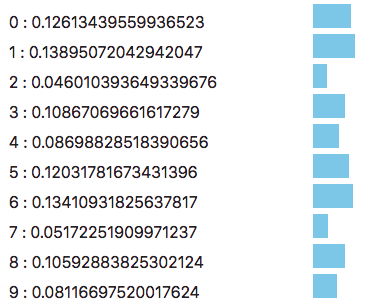 0 : 0.12613439559936523
1 : 0.13895072042942047
2 : 0.046010393649339676
3 : 0.10867069661617279
4 : 0.08698828518390656
5 : 0.12031781673431396
6 : 0.13410931825637817
7 : 0.05172251909971237
8 : 0.10592883825302124
9 : 0.08116697520017624